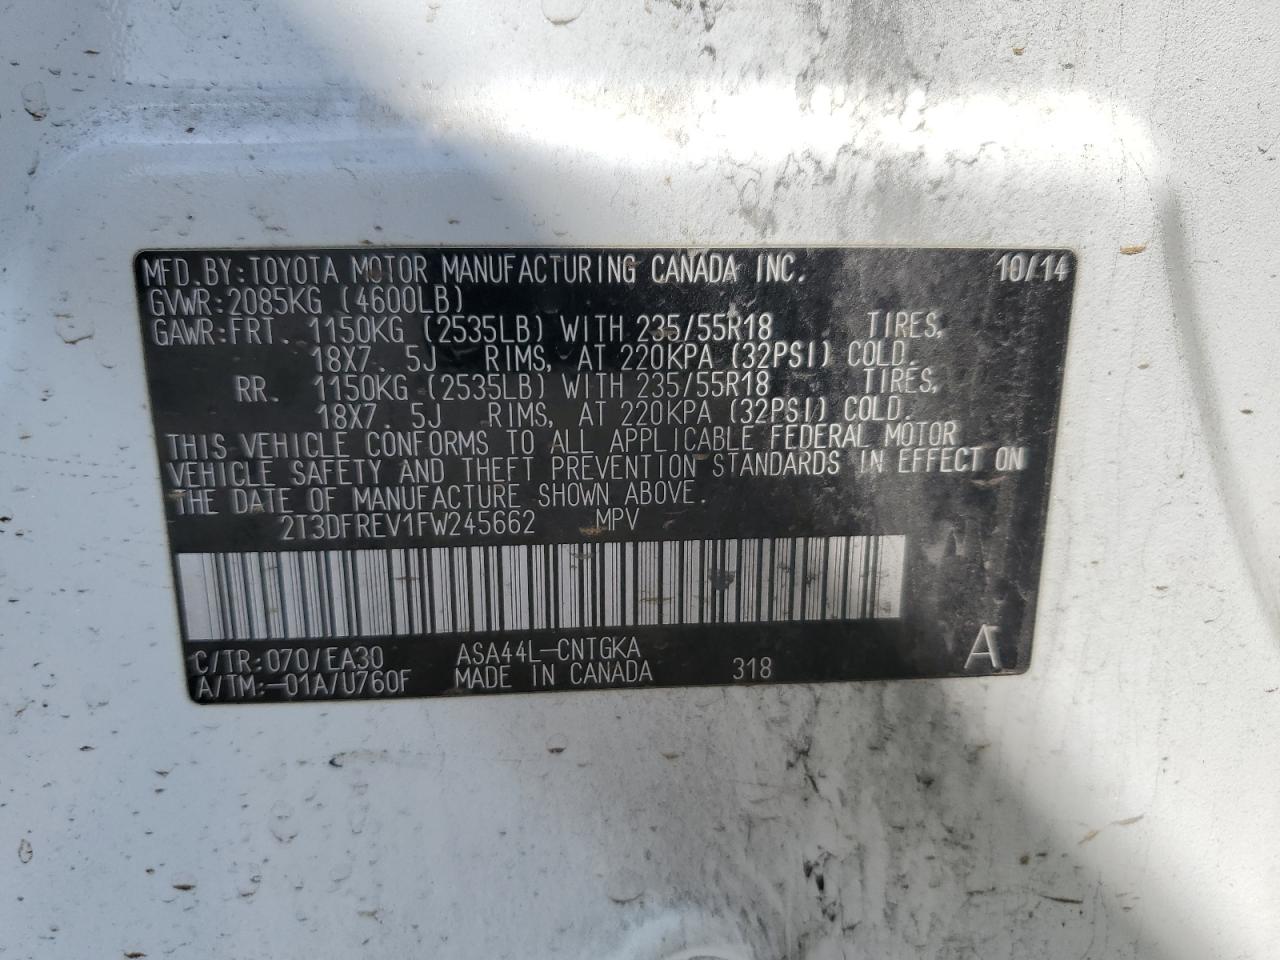 MFD.BY:TOYOTA MOTOR MANUFACTURING CANADA INC. 10/14
GVWR:2085KG (4600LB)
GAWR:FRT. 1150KG (2535LB) WITH 235/55R18 TIRES,
18X7. 5J RIMS, AT 220KPA (32PSI) COLD.
RR. 1150KG (2535LB) WITH 235/55R18 TIRES,
18X7. 5J RIMS, AT 220KPA (32PSI) COLD.
THIS VEHICLE CONFORMS TO ALL APPLICABLE FEDERAL MOTOR
VEHICLE SAFETY AND THEFT PREVENTION STANDARDS IN EFFECT ON
THE DATE OF MANUFACTURE SHOWN ABOVE.
2T3DFREV1FW245662 MPV
C/TR:070/EA30 ASA44L-CNTGKA
A/TM:-01A/U760F MADE IN CANADA 318